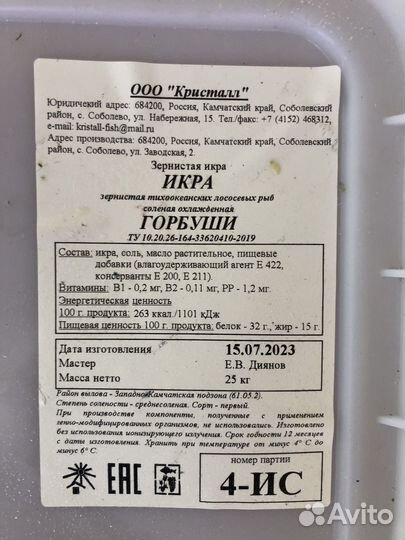 ООО "Кристалл"
Юридичекий адрес: 684200, Россия, Камчатский край, Соболевский
район, с. Соболево, ул. Набережная, 15. Тел./факс: +7 (4152) 468312,
e-mail: kristall-fish@mail.ru
Адрес производства: 684200, Россия, Камчатский край, Соболевский
район, с. Соболево, ул. Заводская, 2.
Зернистая икра
ИКРА
зернистая тихоокеанских лососевых рыб
соленая охлажденная
ГОРБУШИ
ТУ 10.20.26-164-33620410-2019
Состав: икра, соль, масло растительное, пищевые
добавки (влагоудерживающий агент Е 422,
консерванты Е 200, Е 211).
Витамины: В1 - 0,2 мг, В2 - 0,11 мг, РР - 1,2 мг.
Энергетическая ценность
100 г. продукта: 263 ккал /1101 кДж
Пищевая ценность 100 г. продукта: белок - 32 г., жир - 15 г.
Дата изготовления 15.07.2023
Мастер Е.В. Диянов
Масса нетто 25 кг
Район вылова - Западно-Камчатская подзона (61.05.2).
Степень солености - среднесоленая. Сорт - первый.
При производстве компоненты, полученные с применением
генно-модифицированных организмов, не использовались. Изготовлено
без использования ионизирующего излучения. Срок годности 12 месяцев
с даты изготовления. Хранить при температуре от минус 4° С до
минус 6° С.
ЕАС
номер партии
4-ИС
Avito